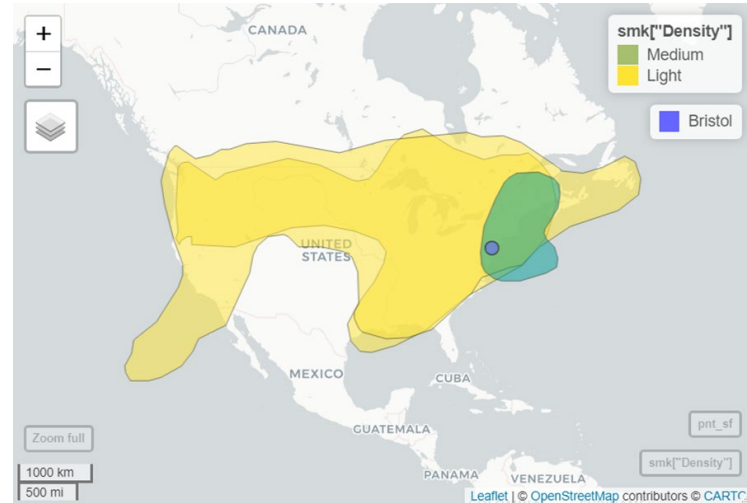 +
−
CANADA
smk["Density"]
Medium
Light
Bristol
UNITED
STATES
MEXICO
CUBA
GUATEMALA
PANAMA
VENEZUELA
Zoom full
pnt_sf
smk["Density"]
1000 km
500 mi
Leaflet | © OpenStreetMap contributors © CARTO